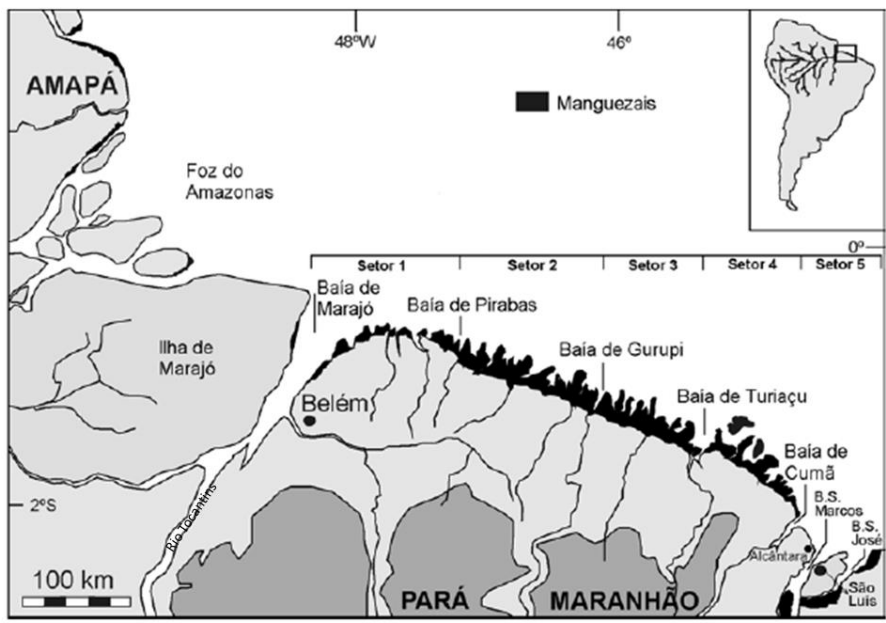 48ºW
46º
AMAPÁ
Manguezais
Foz do
Amazonas
0º
Setor 1
Setor 2
Setor 3
Setor 4
Setor 5
Baía de
Marajó
Baía de Pirabas
Ilha de
Marajó
Baía de Gurupi
Belém
Baía de Turiaçu
Baía de
Cumã
B.S.
Marcos
2ºS
Rio Tocantins
B.S.
José
Alcântara
100 km
PARÁ
MARANHÃO
São
Luis